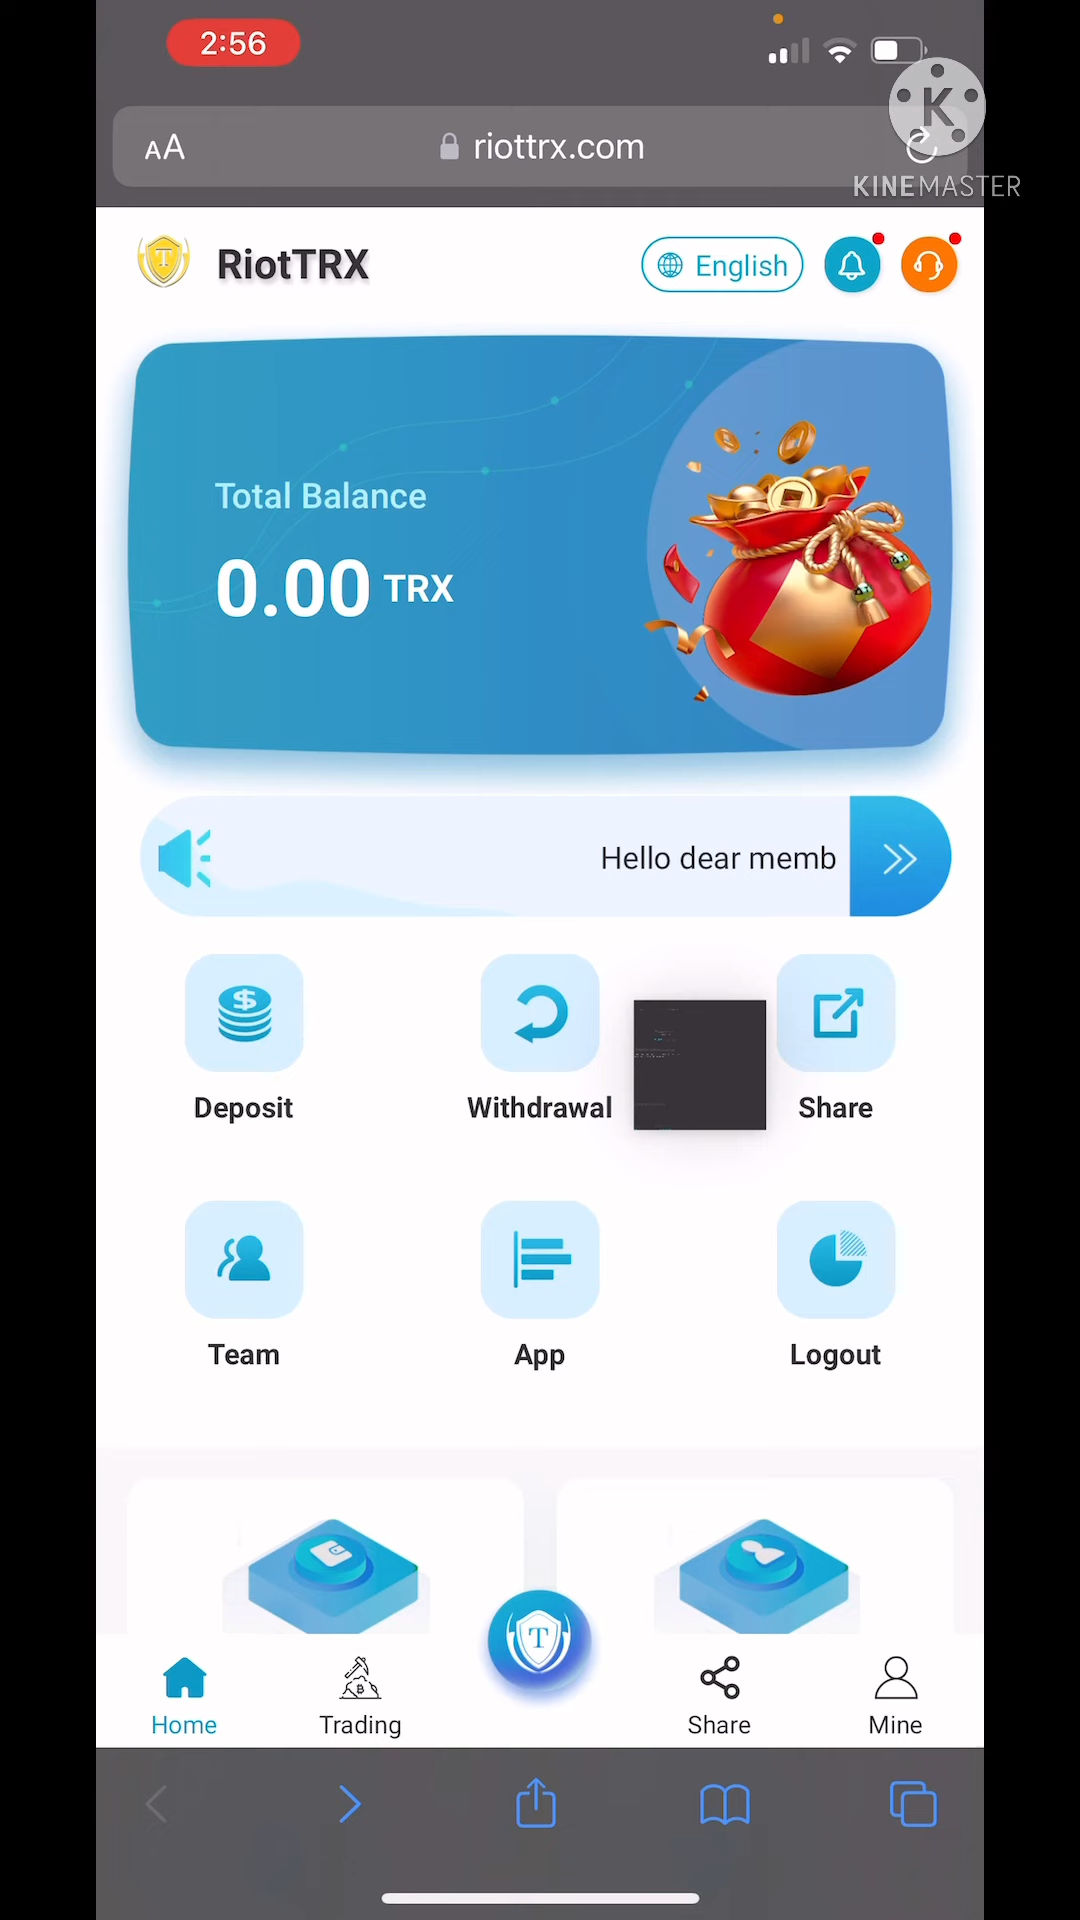 2:56
AA
riottrx.com
K
KINEMASTER
RiotTRX
English
Total Balance
0.00 TRX
Hello dear memb
Deposit
Withdrawal
Share
Team
App
Logout
T
Home
Trading
Share
Mine